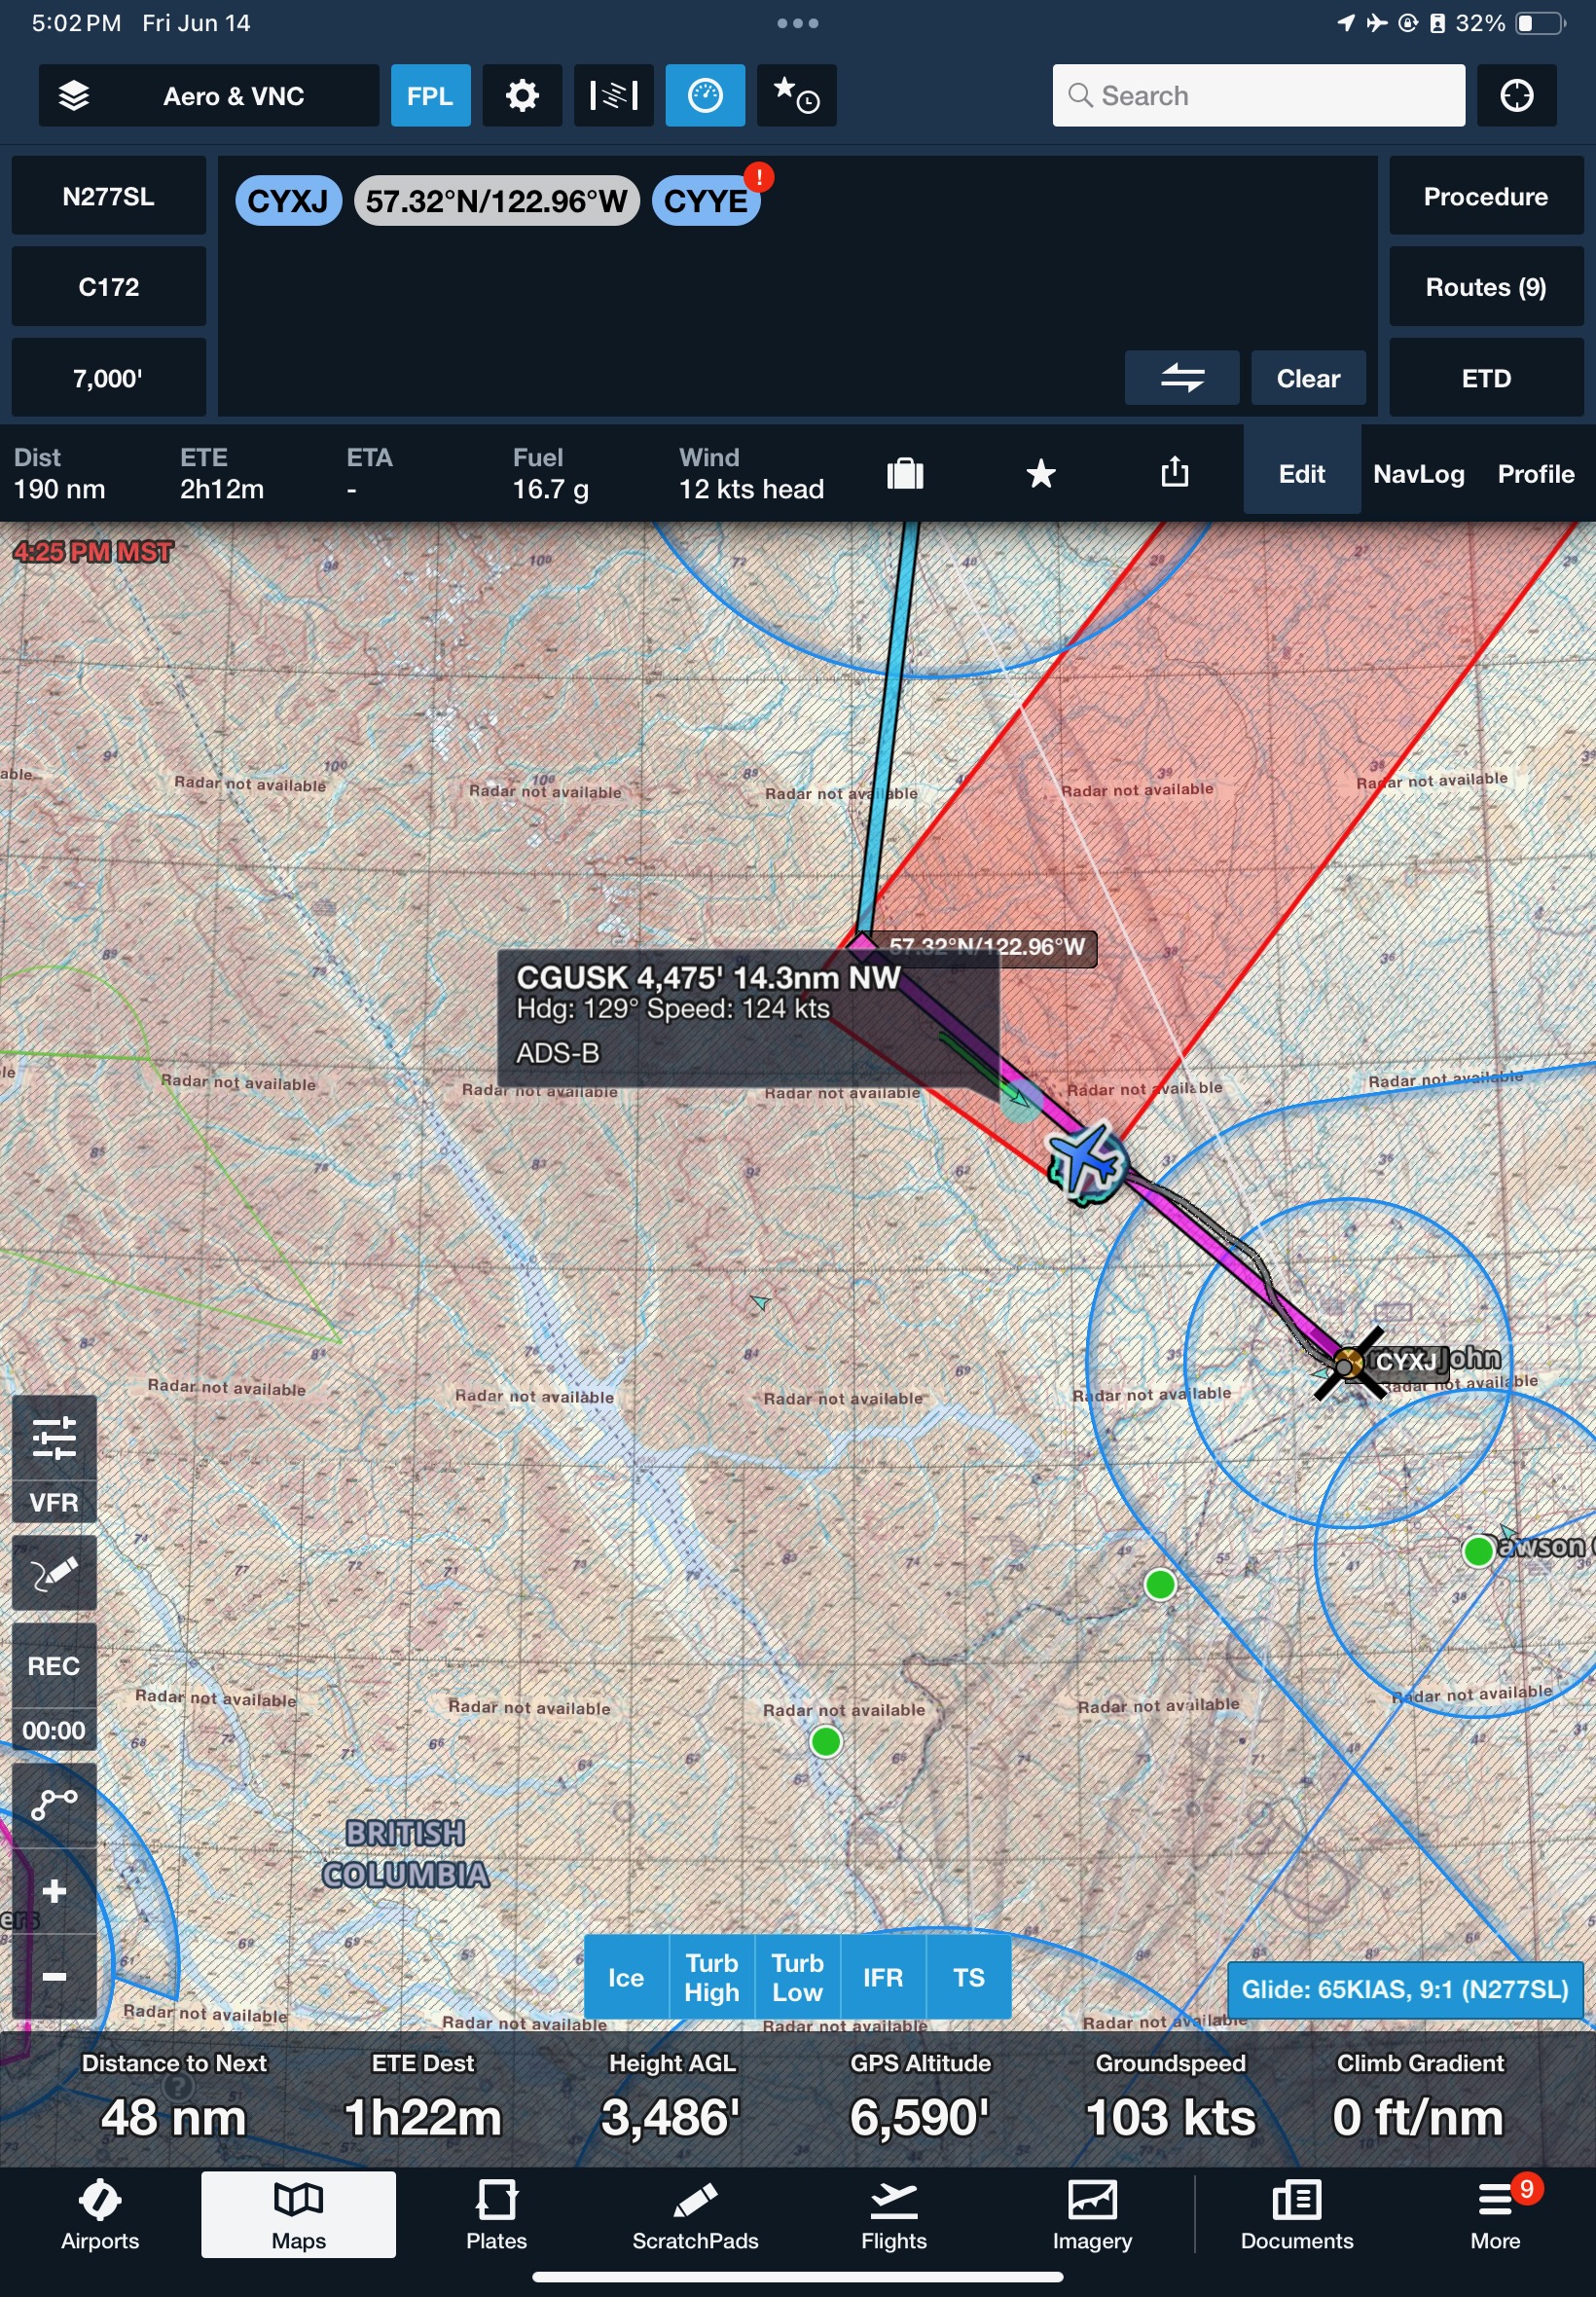 5:02 PM Fri Jun 14
32%
Aero & VNC
FPL
Search
N277SL
CYXJ 57.32°N/122.96°W CYYE !
Procedure
C172
Routes (9)
7,000'
Clear
ETD
Dist
190 nm
ETE
2h12m
ETA
-
Fuel
16.7 g
Wind
12 kts head
Edit
NavLog
Profile
4:25 PM MST
Radar not available
Radar not available
Radar not available
Radar not available
Radar not available
57.32°N/122.96°W
CGUSK 4,475' 14.3nm NW
Hdg: 129° Speed: 124 kts
ADS-B
Radar not available
Radar not available
Radar not available
Radar not available
Radar not available
CYXJ
John
Radar not available
Radar not available
Radar not available
Radar not available
Radar not available
VFR
awson
REC
00:00
Radar not available
Radar not available
Radar not available
Radar not available
Radar not available
BRITISH
COLUMBIA
ers
Ice
Turb High
Turb Low
IFR
TS
Glide: 65KIAS, 9:1 (N277SL)
Radar not available
Radar not available
Radar not available
Radar not available
Distance to Next
48 nm
ETE Dest
1h22m
Height AGL
3,486'
GPS Altitude
6,590'
Groundspeed
103 kts
Climb Gradient
0 ft/nm
Airports
Maps
Plates
ScratchPads
Flights
Imagery
Documents
More
9